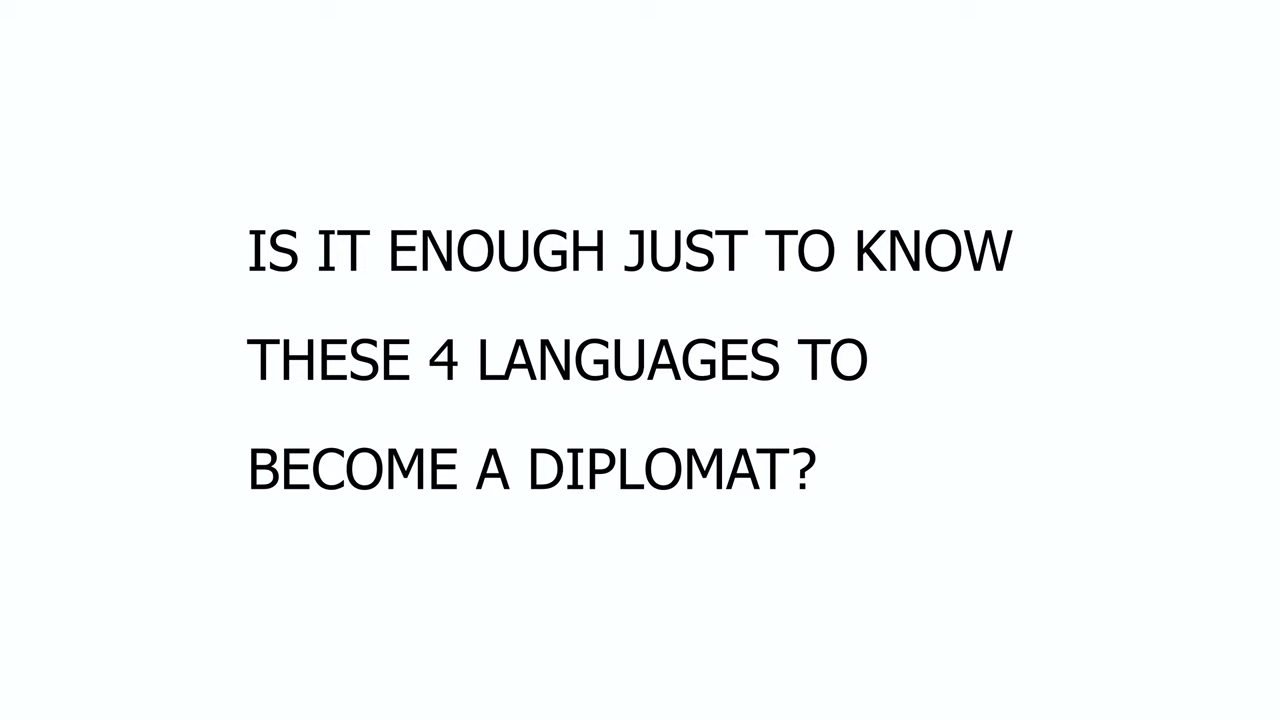 IS IT ENOUGH JUST TO KNOW
THESE 4 LANGUAGES TO
BECOME A DIPLOMAT?